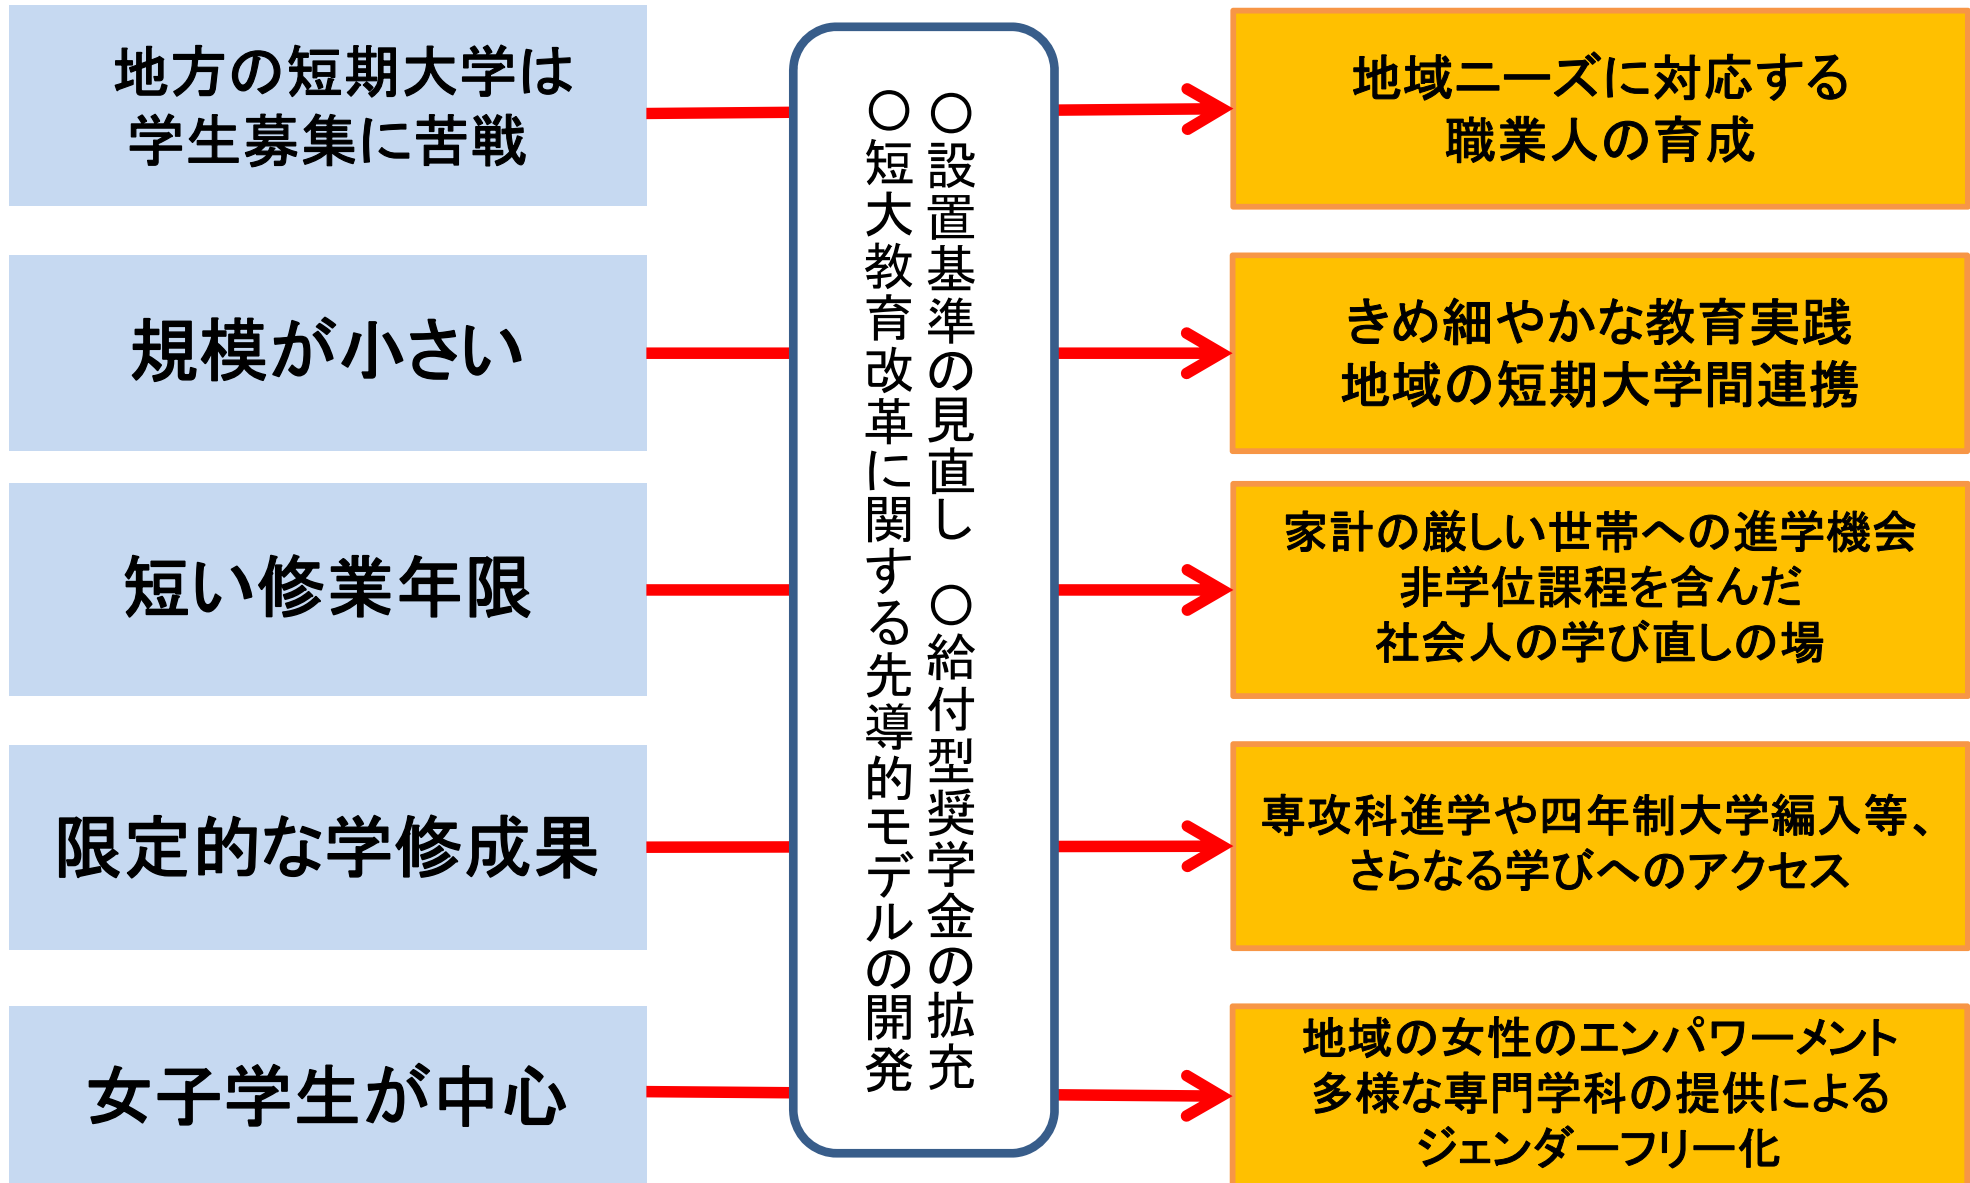 地方の短期大学は
学生募集に苦戦
規模が小さい
短い修業年限
限定的な学修成果
女子学生が中心
〇設置基準の見直し　〇給付型奨学金の拡充
〇短大教育改革に関する先導的モデルの開発
地域ニーズに対応する
職業人の育成
きめ細やかな教育実践
地域の短期大学間連携
家計の厳しい世帯への進学機会
非学位課程を含んだ
社会人の学び直しの場
専攻科進学や四年制大学編入等、
さらなる学びへのアクセス
地域の女性のエンパワーメント
多様な専門学科の提供による
ジェンダーフリー化